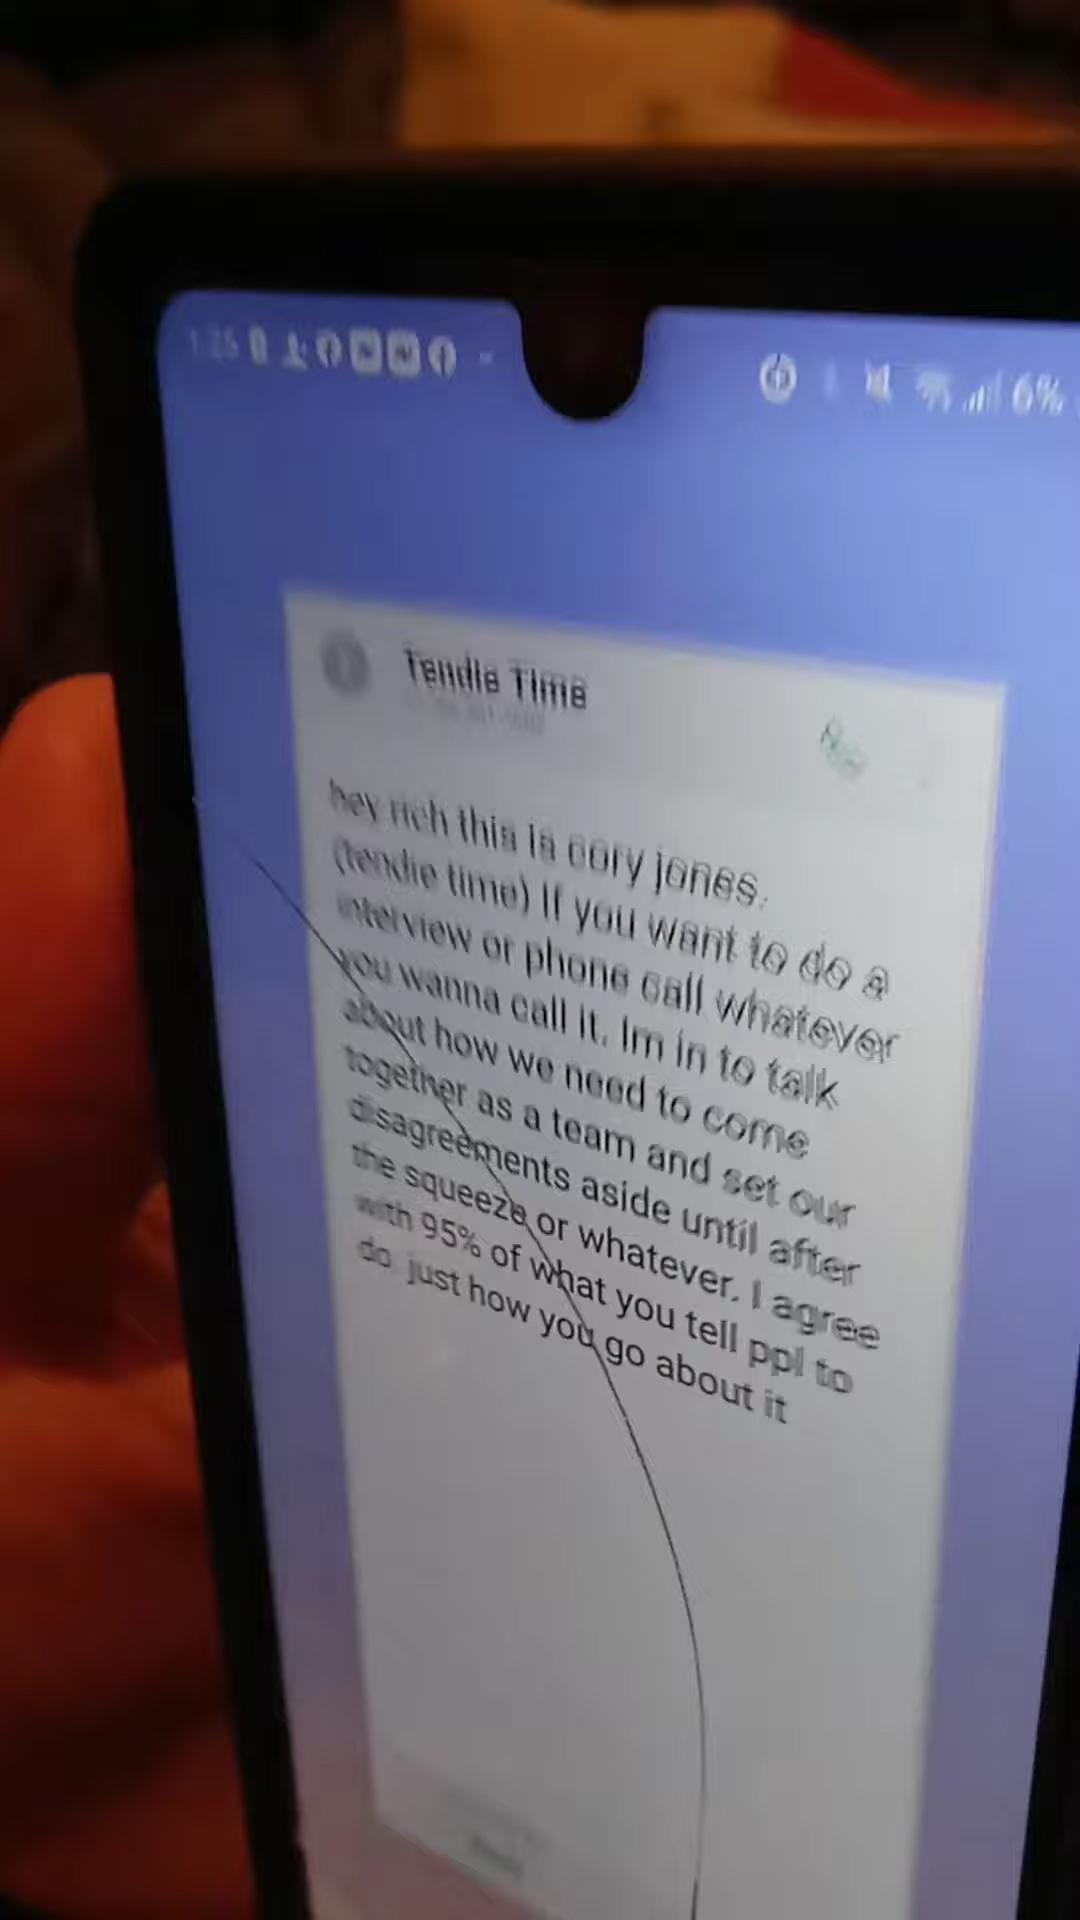 1:25
6%
Tendie Time
hey rich this is cory jones.
(tendie time) If you want to do a
interview or phone call whatever
you wanna call it. Im in to talk
about how we need to come
together as a team and set our
disagreements aside until after
the squeeze or whatever. I agree
with 95% of what you tell ppl to
do. just how you go about it